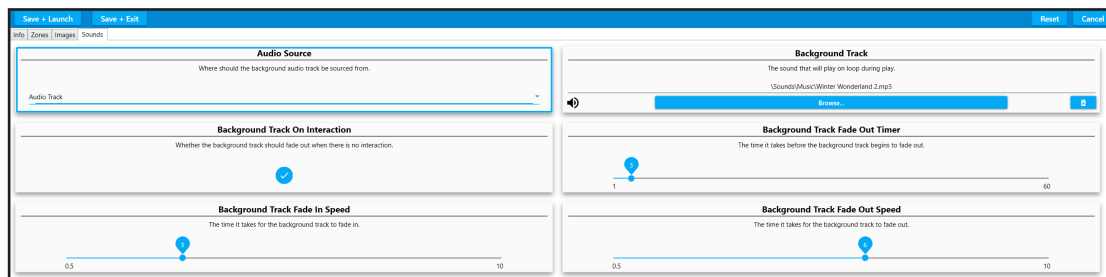 Save + Launch Save + Exit Reset Cancel
Info Zones Images Sounds
Audio Source
Where should the background audio track be sourced from.
Audio Track
Background Track
The sound that will play on loop during play.
\Sounds\Music\Winter Wonderland 2.mp3
Browse...
Background Track On Interaction
Whether the background track should fade out when there is no interaction.
Background Track Fade Out Timer
The time it takes before the background track begins to fade out.
3
1 60
Background Track Fade In Speed
The time it takes for the background track to fade in.
3
0.5 10
Background Track Fade Out Speed
The time it takes for the background track to fade out.
6
0.5 10